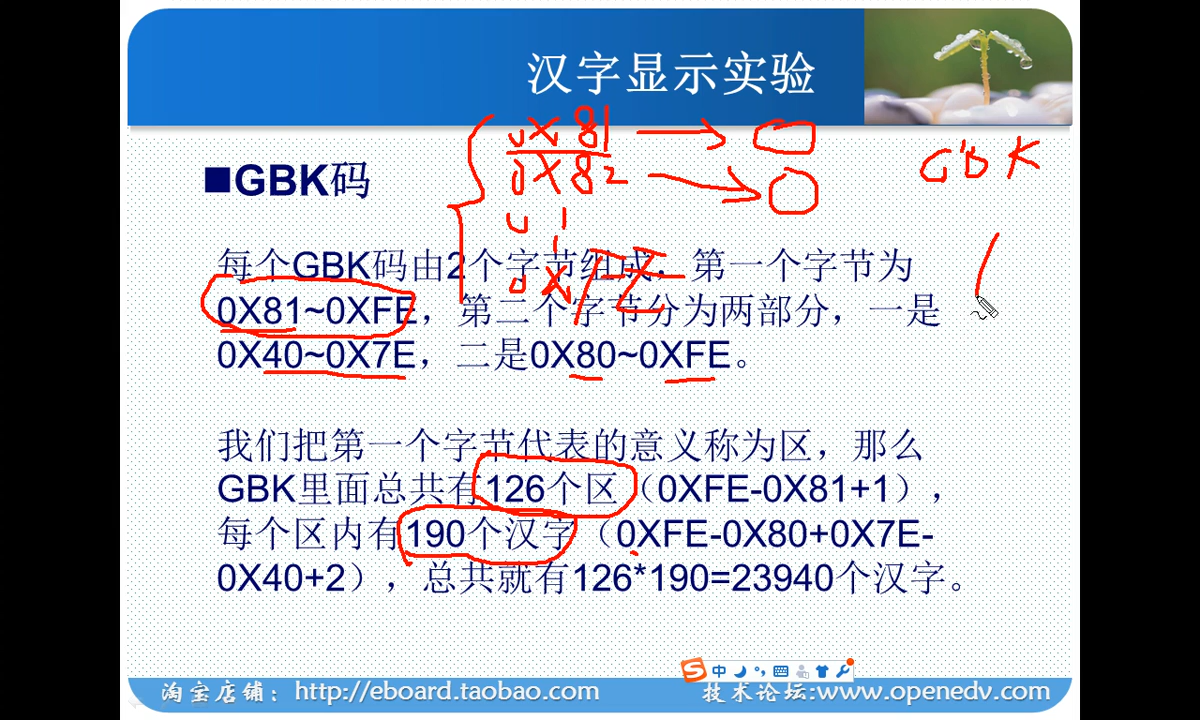 汉字显示实验
0X81
GBK
■GBK码
0X82
每个GBK码由2个字节组成，第一个字节为
0XFE
0X81~0XFE，第二个字节分为两部分，一是
0X40~0X7E，二是0X80~0XFE。
我们把第一个字节代表的意义称为区，那么
GBK里面总共有126个区（0XFE-0X81+1），
每个区内有190个汉字（0XFE-0X80+0X7E-
0X40+2），总共就有126*190=23940个汉字。
中
淘宝店铺：http://eboard.taobao.com
技术论坛:www.openedv.com